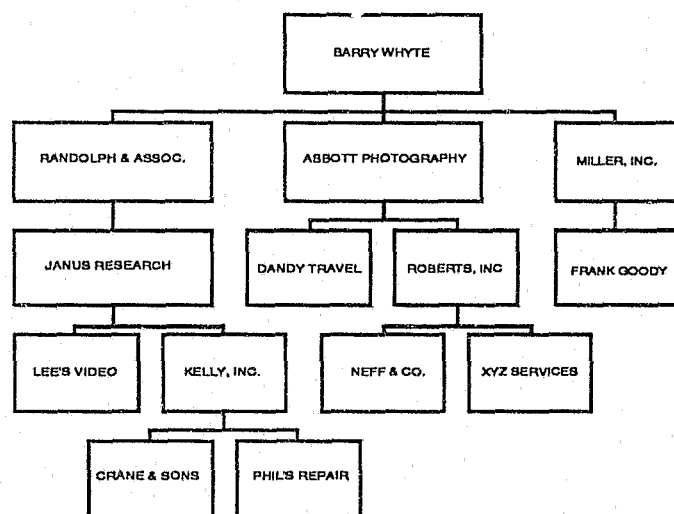 BARRY WHYTE
RANDOLPH & ASSOC.
ABBOTT PHOTOGRAPHY
MILLER, INC.
JANUS RESEARCH
DANDY TRAVEL
ROBERTS, INC
FRANK GOODY
LEE'S VIDEO
KELLY, INC.
NEFF & CO.
XYZ SERVICES
CRANE & SONS
PHIL'S REPAIR